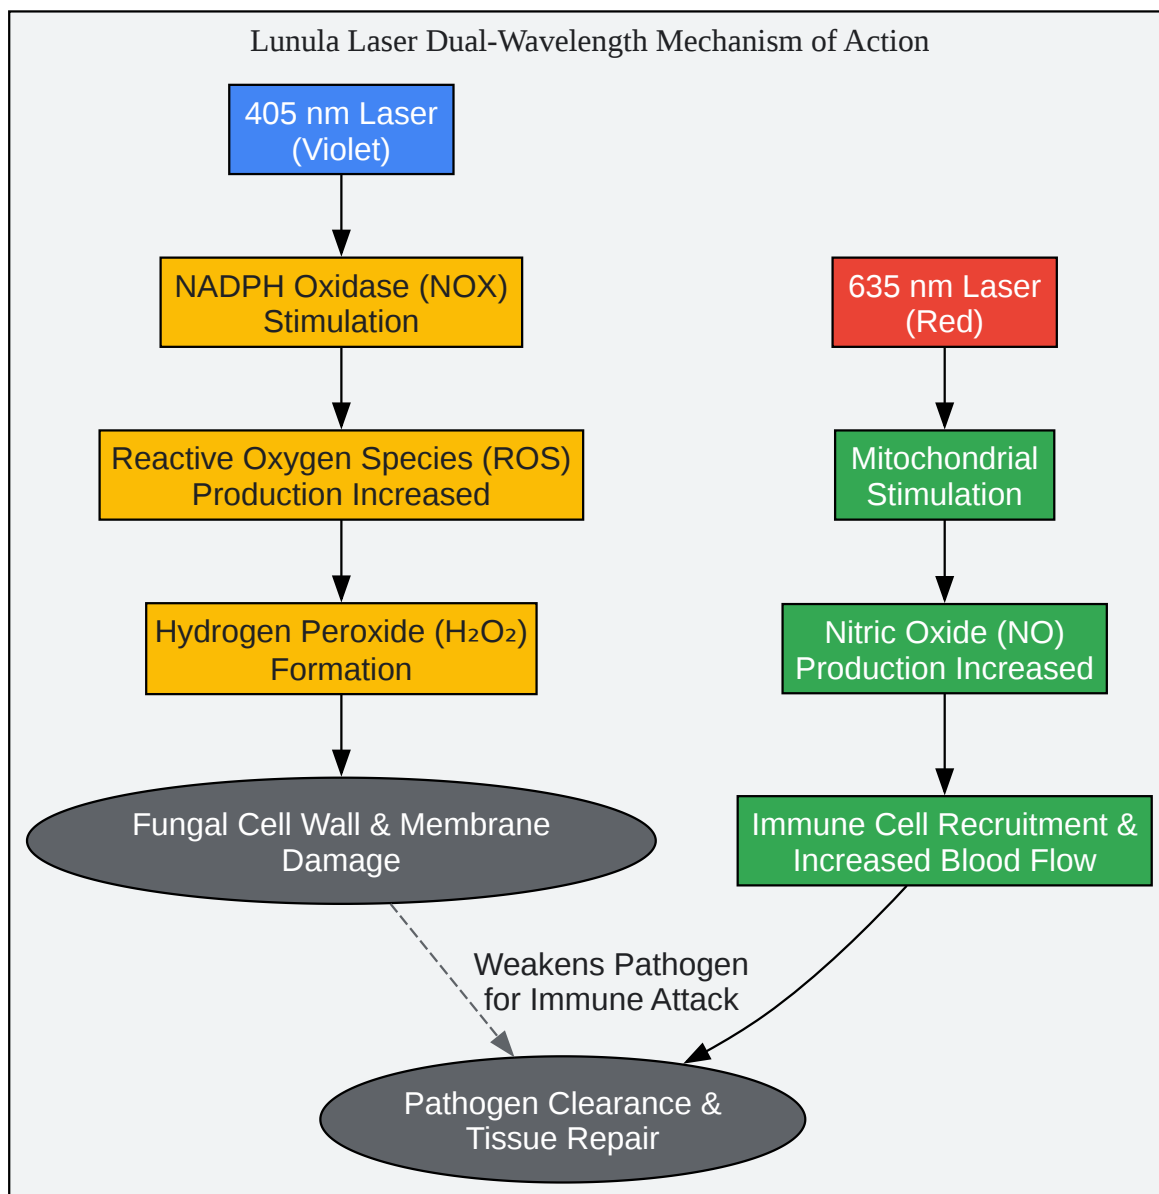 Lunula Laser Dual-Wavelength Mechanism of Action
405 nm Laser
(Violet)
NADPH Oxidase (NOX)
Stimulation
Reactive Oxygen Species (ROS)
Production Increased
Hydrogen Peroxide (H₂O₂)
Formation
Fungal Cell Wall & Membrane
Damage
635 nm Laser
(Red)
Mitochondrial
Stimulation
Nitric Oxide (NO)
Production Increased
Immune Cell Recruitment &
Increased Blood Flow
Weakens Pathogen
for Immune Attack
Pathogen Clearance &
Tissue Repair